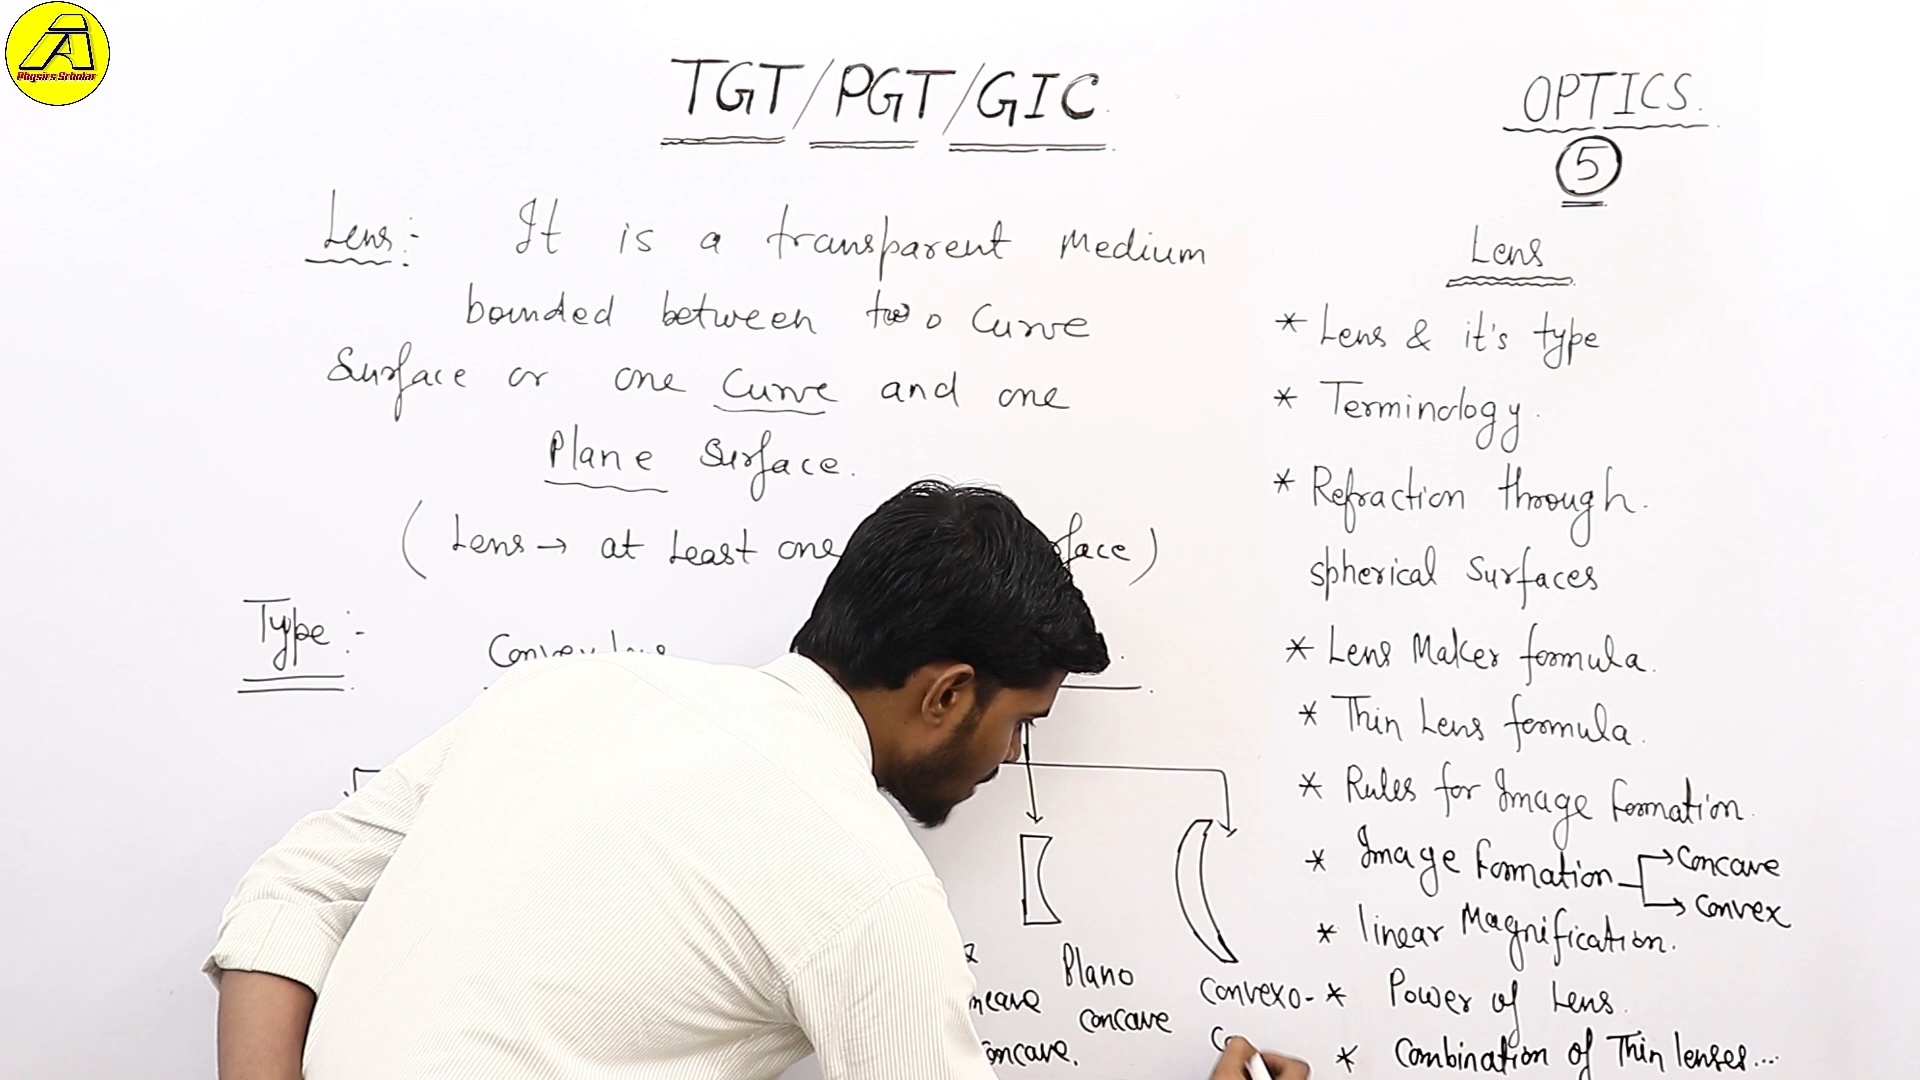 Physics Scholar
TGT/PGT/GIC.
OPTICS.
5
Lens:- It is a transparent Medium
bounded between two Curve
Surface or one Curve and one
Plane Surface.
(Lens→ at Least one
face)
Type:-
Lens
* Lens & it's type
* Terminology.
* Refraction through.
spherical Surfaces
* Lens Maker formula.
* Thin Lens formula.
* Rules for Image formation.
* Image formation → Concave
→ Convex
* linear Magnification.
* Power of Lens.
* Combination of Thin lenses...
Plano
concave
Convexo-